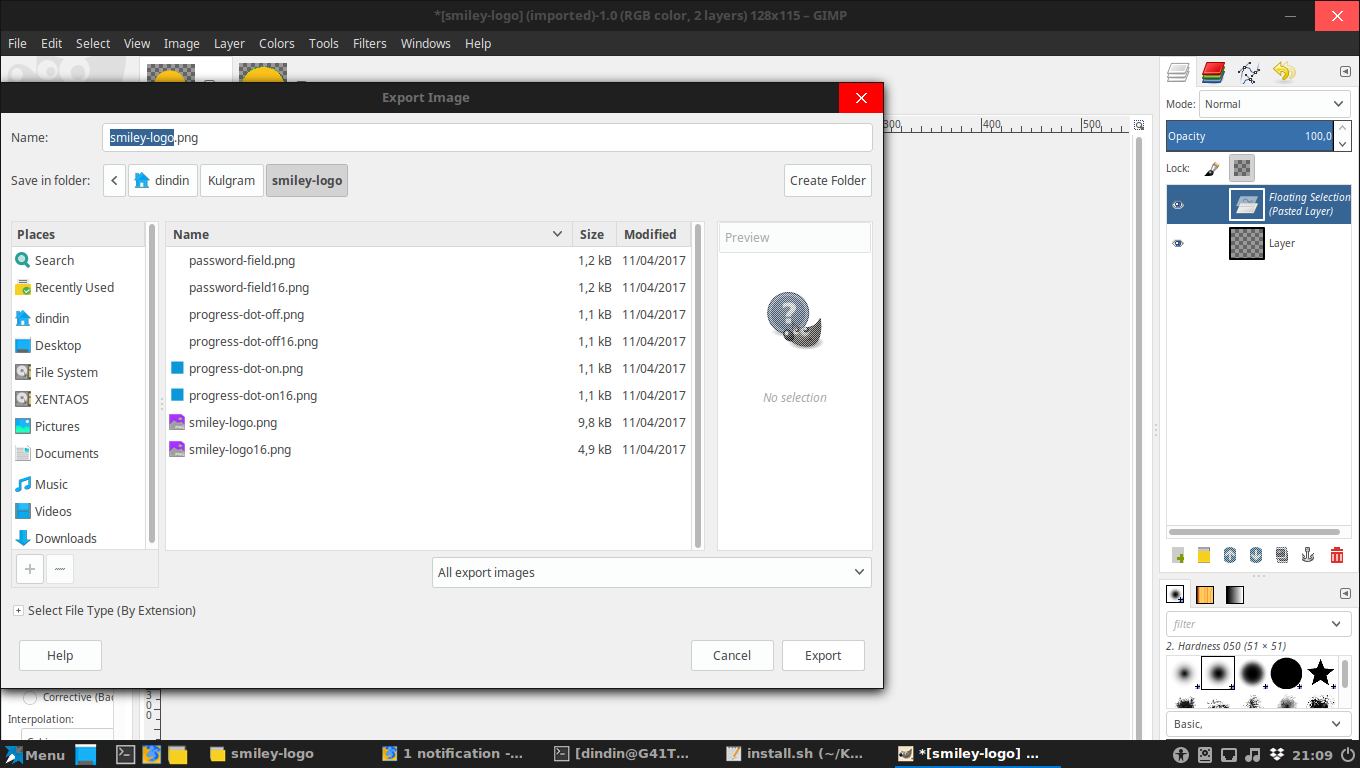 *[smiley-logo] (imported)-1.0 (RGB color, 2 layers) 128x115 – GIMP
File Edit Select View Image Layer Colors Tools Filters Windows Help
Export Image
Name: smiley-logo.png
Save in folder: dindin Kulgram smiley-logo Create Folder
Places
Search
Recently Used
dindin
Desktop
File System
XENTAOS
Pictures
Documents
Music
Videos
Downloads
Name Size Modified
password-field.png 1,2 kB 11/04/2017
password-field16.png 1,2 kB 11/04/2017
progress-dot-off.png 1,1 kB 11/04/2017
progress-dot-off16.png 1,1 kB 11/04/2017
progress-dot-on.png 1,1 kB 11/04/2017
progress-dot-on16.png 1,1 kB 11/04/2017
smiley-logo.png 9,8 kB 11/04/2017
smiley-logo16.png 4,9 kB 11/04/2017
Preview
No selection
All export images
Select File Type (By Extension)
Help Cancel Export
300 400 500
Mode: Normal
Opacity 100,0
Lock:
Floating Selection
(Pasted Layer)
Layer
filter
2. Hardness 050 (51 × 51)
Basic,
Corrective (Bac
Interpolation:
300
Menu smiley-logo 1 notification -... [dindin@G41T... install.sh (~/K... *[smiley-logo] ... 21:09